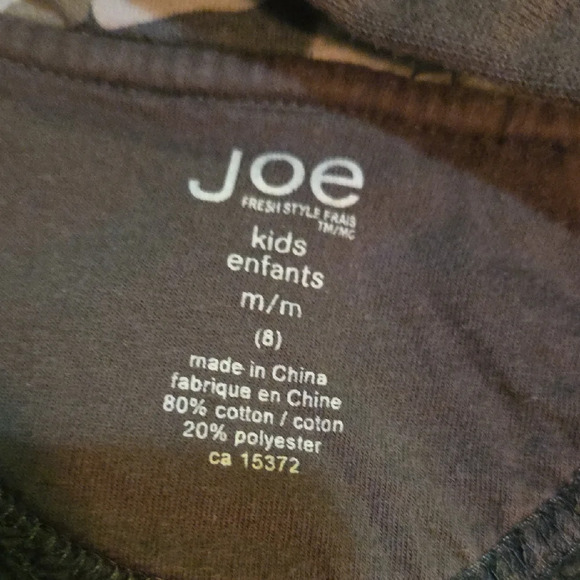 Joe
FRESH STYLE FRAIS
TM/MC
kids
enfants
m/m
(8)
made in China
fabrique en Chine
80% cotton / coton
20% polyester
ca 15372